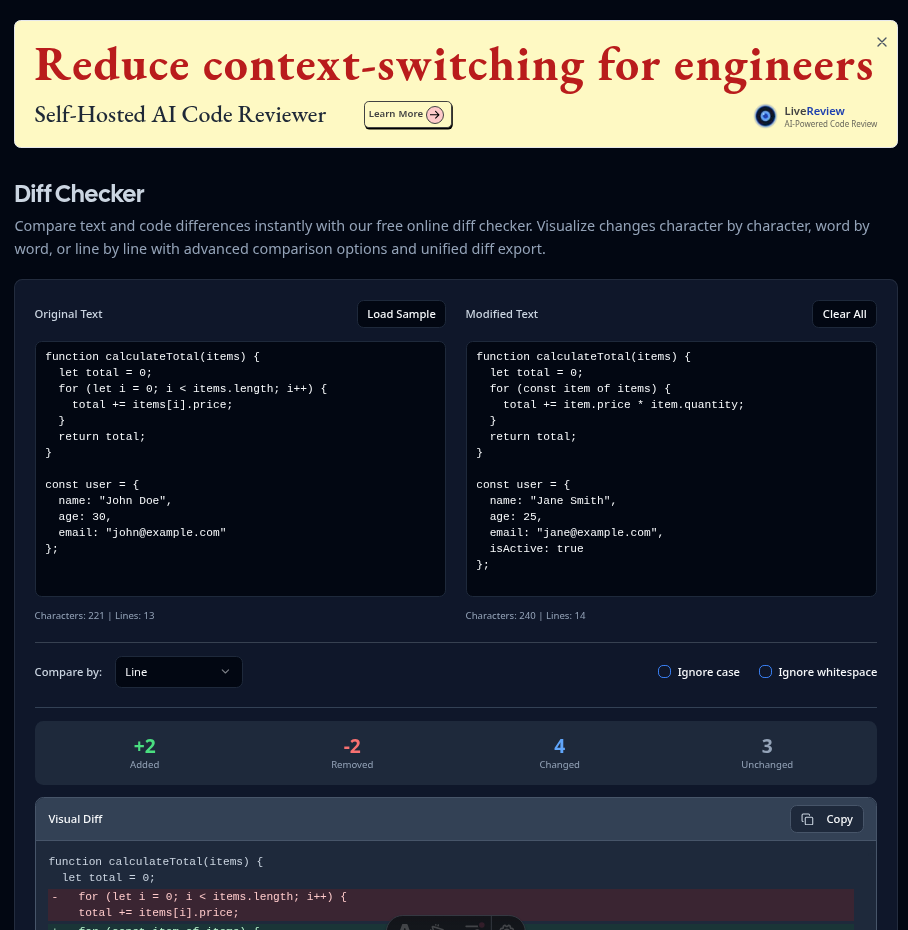 Reduce context-switching for engineers
Self-Hosted AI Code Reviewer
Learn More
LiveReview
AI-Powered Code Review
Diff Checker
Compare text and code differences instantly with our free online diff checker. Visualize changes character by character, word by
word, or line by line with advanced comparison options and unified diff export.
Original Text
Load Sample
function calculateTotal(items) {
  let total = 0;
  for (let i = 0; i < items.length; i++) {
    total += items[i].price;
  }
  return total;
}

const user = {
  name: "John Doe",
  age: 30,
  email: "john@example.com"
};
Characters: 221 | Lines: 13
Modified Text
Clear All
function calculateTotal(items) {
  let total = 0;
  for (const item of items) {
    total += item.price * item.quantity;
  }
  return total;
}

const user = {
  name: "Jane Smith",
  age: 25,
  email: "jane@example.com",
  isActive: true
};
Characters: 240 | Lines: 14
Compare by:
Line
Ignore case
Ignore whitespace
+2
Added
-2
Removed
4
Changed
3
Unchanged
Visual Diff
Copy
function calculateTotal(items) {
  let total = 0;
-   for (let i = 0; i < items.length; i++) {
    total += items[i].price;
+   for (const item of items) {